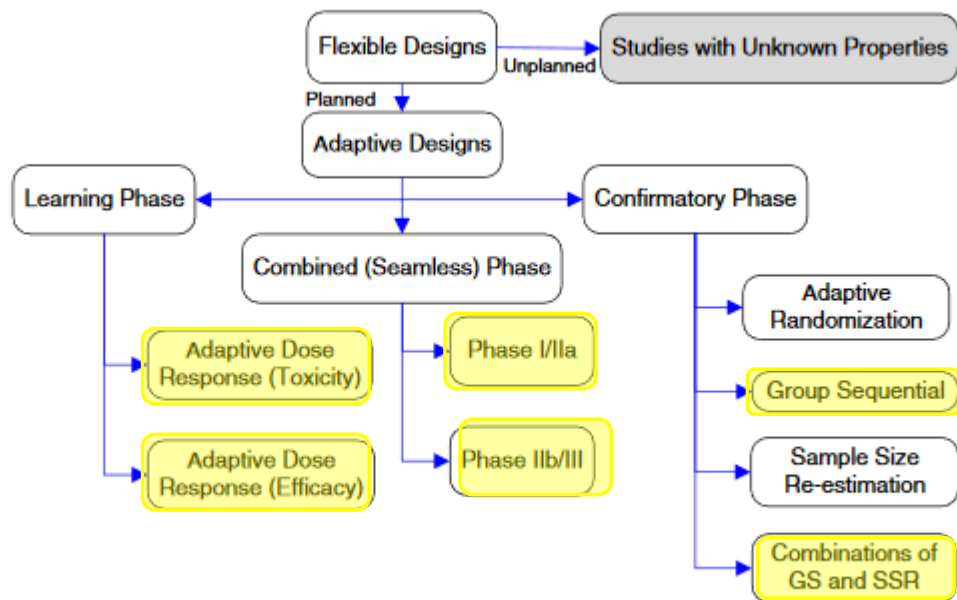 Flexible Designs
Unplanned
Studies with Unknown Properties
Planned
Adaptive Designs
Learning Phase
Confirmatory Phase
Combined (Seamless) Phase
Adaptive
Randomization
Adaptive Dose
Response (Toxicity)
Phase I/IIa
Group Sequential
Adaptive Dose
Response (Efficacy)
Phase IIb/III
Sample Size
Re-estimation
Combinations of
GS and SSR